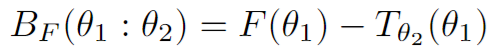 B_F(θ_1 : θ_2) = F(θ_1) − T_{θ_2}(θ_1)